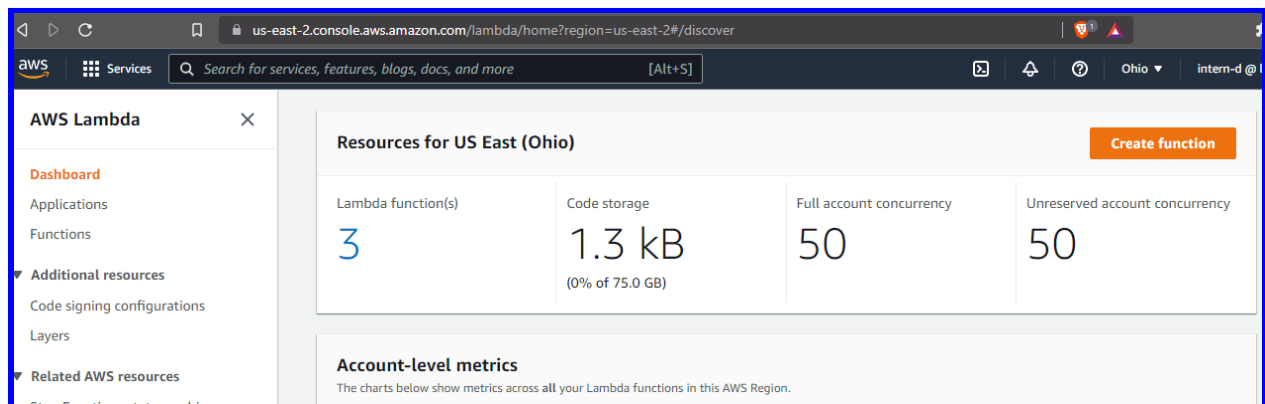 us-east-2.console.aws.amazon.com/lambda/home?region=us-east-2#/discover
1
aws
Services
Search for services, features, blogs, docs, and more
[Alt+S]
Ohio ▼
intern-d @
AWS Lambda
Dashboard
Applications
Functions
Additional resources
Code signing configurations
Layers
Related AWS resources
Resources for US East (Ohio)
Create function
Lambda function(s)
3
Code storage
1.3 kB
(0% of 75.0 GB)
Full account concurrency
50
Unreserved account concurrency
50
Account-level metrics
The charts below show metrics across all your Lambda functions in this AWS Region.